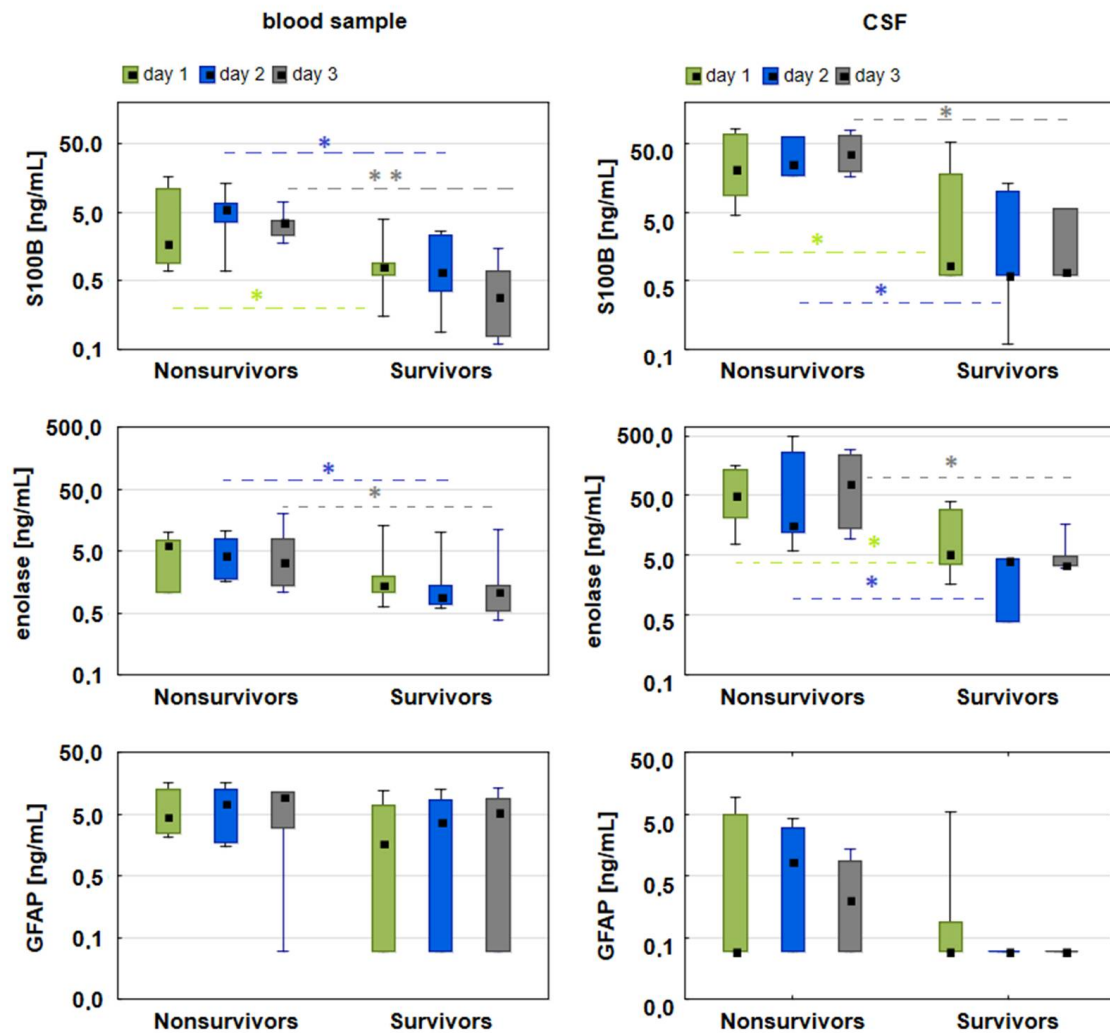 blood sample
CSF
day 1 day 2 day 3
day 1 day 2 day 3
S100B [ng/mL]
50.0
5.0
0.5
0.1
*
* *
*
Nonsurvivors Survivors
S100B [ng/mL]
50.0
5.0
0.5
0.1
*
*
*
Nonsurvivors Survivors
enolase [ng/mL]
500.0
50.0
5.0
0.5
0.1
*
*
Nonsurvivors Survivors
enolase [ng/mL]
500.0
50.0
5.0
0.5
0.1
*
*
*
Nonsurvivors Survivors
GFAP [ng/mL]
50.0
5.0
0.5
0.1
0.0
Nonsurvivors Survivors
GFAP [ng/mL]
50.0
5.0
0.5
0.1
0.0
Nonsurvivors Survivors